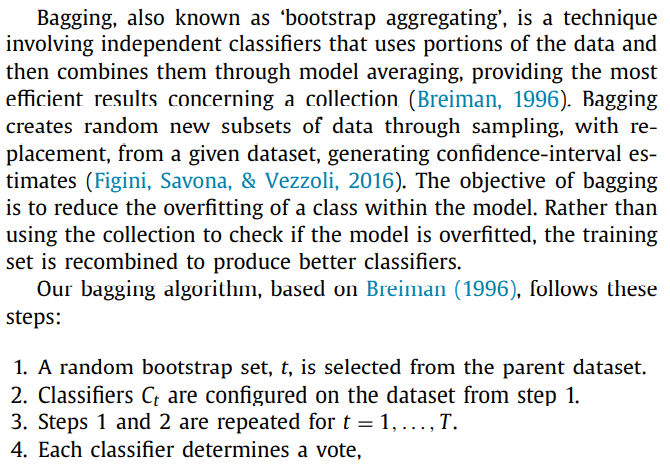 Bagging, also known as ‘bootstrap aggregating’, is a technique
involving independent classifiers that uses portions of the data and
then combines them through model averaging, providing the most
efficient results concerning a collection (Breiman, 1996). Bagging
creates random new subsets of data through sampling, with re-
placement, from a given dataset, generating confidence-interval es-
timates (Figini, Savona, & Vezzoli, 2016). The objective of bagging
is to reduce the overfitting of a class within the model. Rather than
using the collection to check if the model is overfitted, the training
set is recombined to produce better classifiers.
Our bagging algorithm, based on Breiman (1996), follows these
steps:
1. A random bootstrap set, t, is selected from the parent dataset.
2. Classifiers Cₜ are configured on the dataset from step 1.
3. Steps 1 and 2 are repeated for t = 1, . . . , T.
4. Each classifier determines a vote,